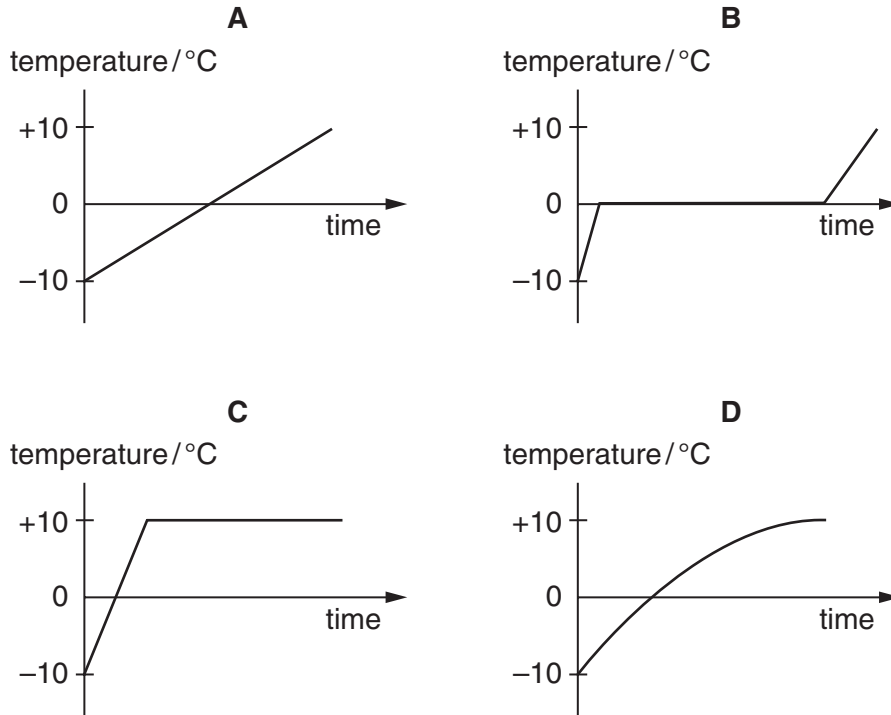 A
temperature/°C
+10
0
time
–10
B
temperature/°C
+10
0
time
–10
C
temperature/°C
+10
0
time
–10
D
temperature/°C
+10
0
time
–10